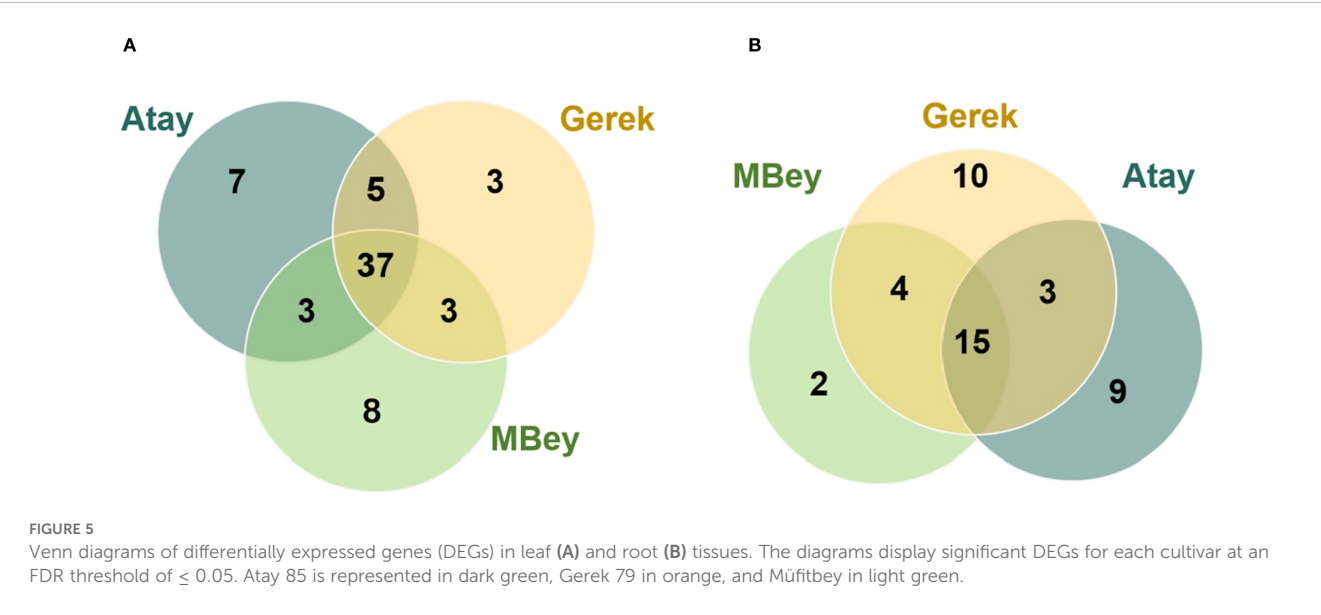 A
B
Atay
Gerek
7
5
3
37
3
3
8
MBey
Gerek
MBey
10
Atay
4
3
15
2
9
FIGURE 5
Venn diagrams of differentially expressed genes (DEGs) in leaf (A) and root (B) tissues. The diagrams display significant DEGs for each cultivar at an
FDR threshold of ≤ 0.05. Atay 85 is represented in dark green, Gerek 79 in orange, and Müfitbey in light green.